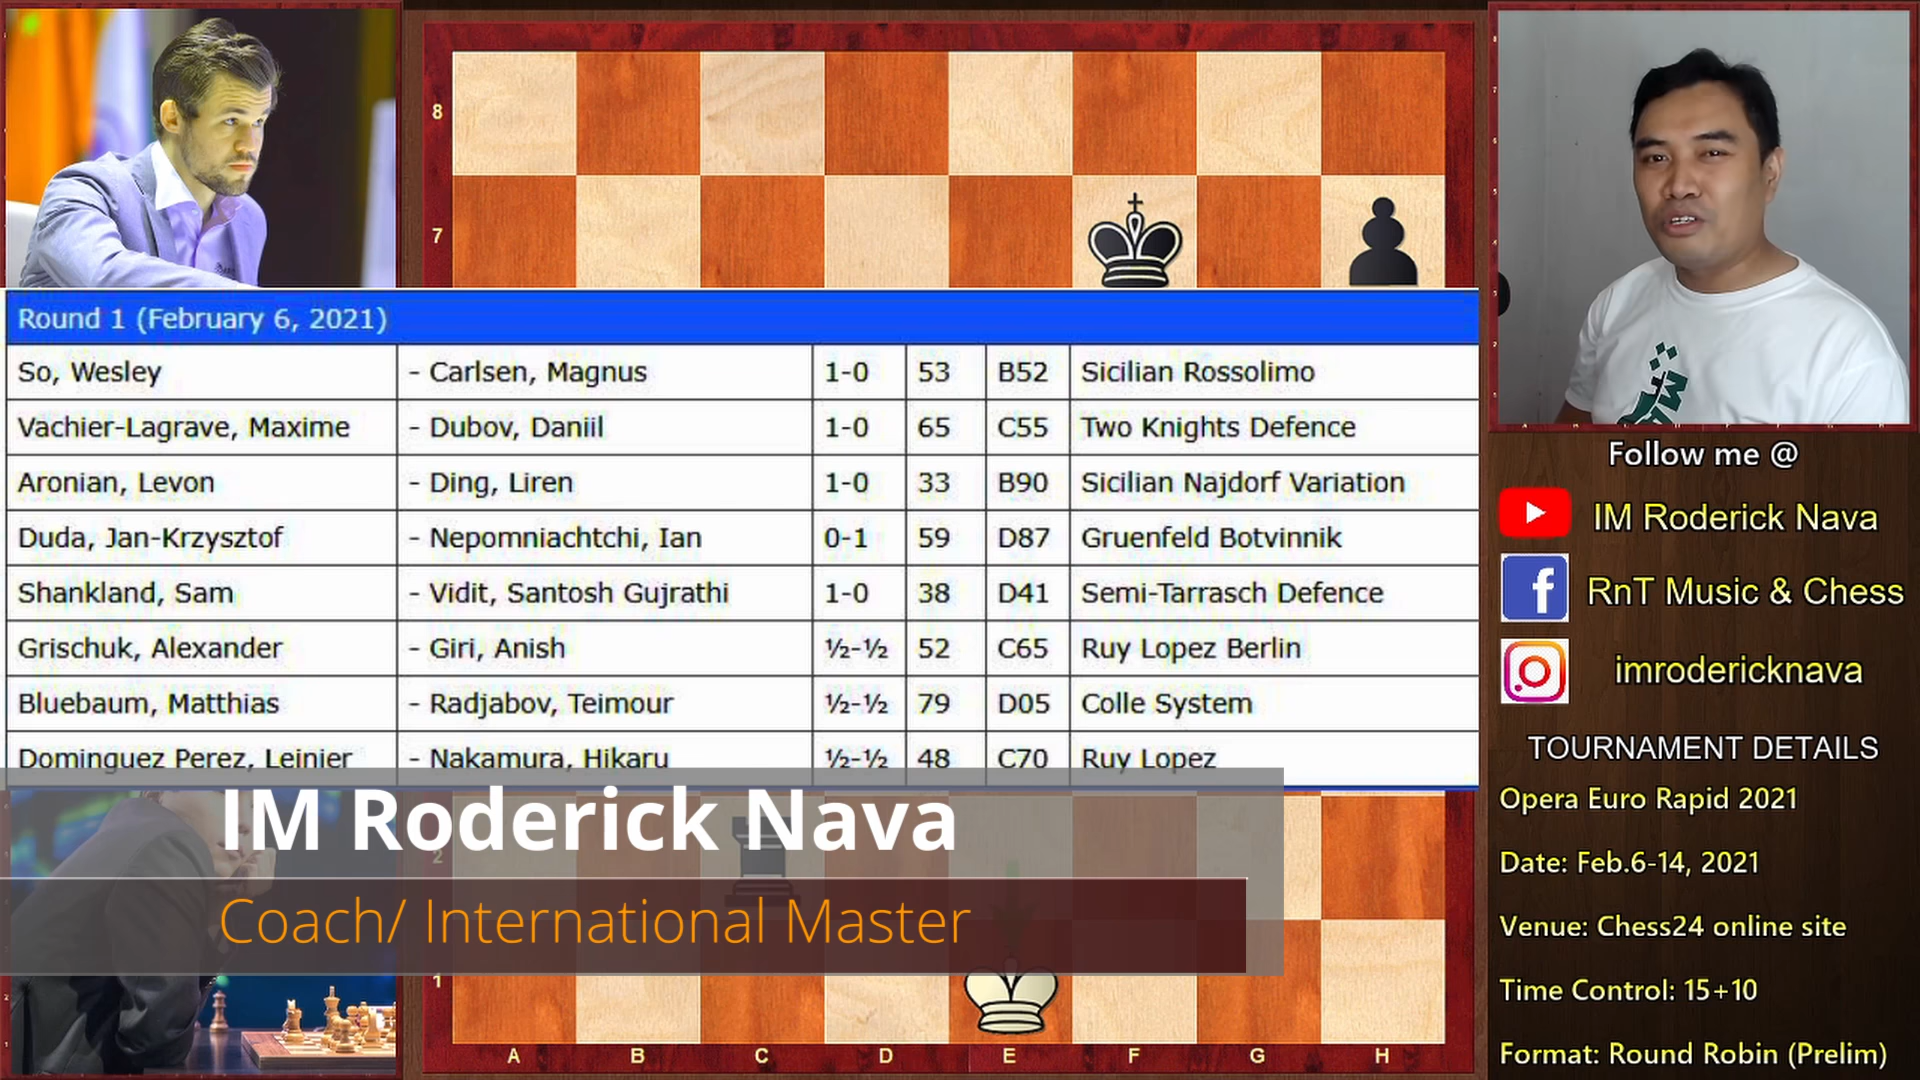 8
7
Round 1 (February 6, 2021)
So, Wesley - Carlsen, Magnus 1-0 53 B52 Sicilian Rossolimo
Vachier-Lagrave, Maxime - Dubov, Daniil 1-0 65 C55 Two Knights Defence
Aronian, Levon - Ding, Liren 1-0 33 B90 Sicilian Najdorf Variation
Duda, Jan-Krzysztof - Nepomniachtchi, Ian 0-1 59 D87 Gruenfeld Botvinnik
Shankland, Sam - Vidit, Santosh Gujrathi 1-0 38 D41 Semi-Tarrasch Defence
Grischuk, Alexander - Giri, Anish ½-½ 52 C65 Ruy Lopez Berlin
Bluebaum, Matthias - Radjabov, Teimour ½-½ 79 D05 Colle System
Dominguez Perez, Leinier - Nakamura, Hikaru ½-½ 48 C70 Ruy Lopez
IM Roderick Nava
2
Coach/ International Master
1
A B C D E F G H
Follow me @
IM Roderick Nava
RnT Music & Chess
imrodericknava
TOURNAMENT DETAILS
Opera Euro Rapid 2021
Date: Feb.6-14, 2021
Venue: Chess24 online site
Time Control: 15+10
Format: Round Robin (Prelim)